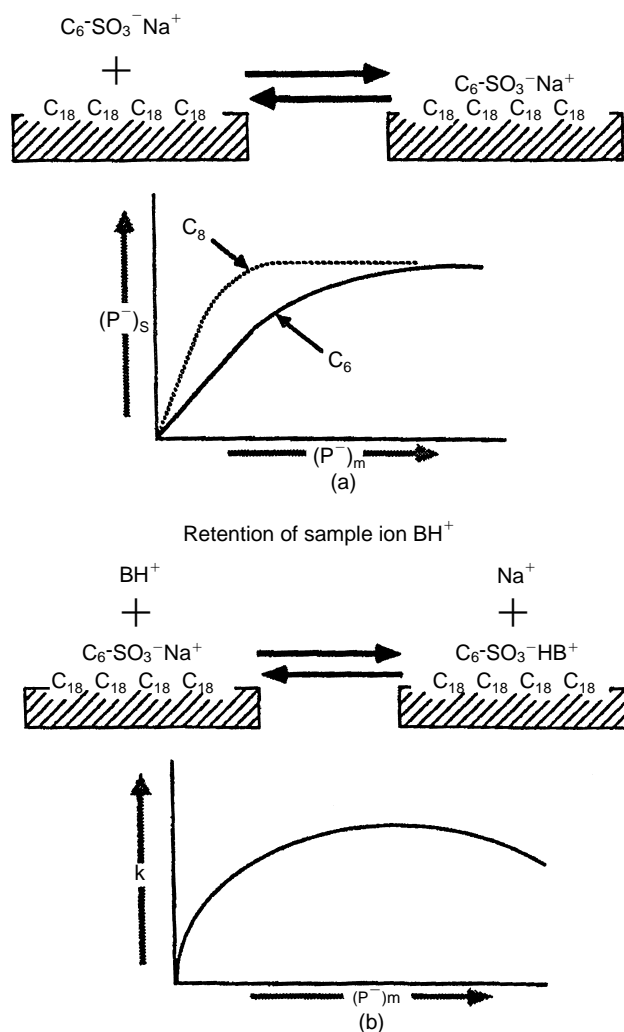 C₆-SO₃⁻Na⁺
+
C₁₈ C₁₈ C₁₈ C₁₈
C₆-SO₃⁻Na⁺
C₁₈ C₁₈ C₁₈ C₁₈
C₈
(P⁻)ₛ
C₆
(P⁻)ₘ
(a)
Retention of sample ion BH⁺
BH⁺
+
C₆-SO₃⁻Na⁺
C₁₈ C₁₈ C₁₈ C₁₈
Na⁺
+
C₆-SO₃⁻HB⁺
C₁₈ C₁₈ C₁₈ C₁₈
k
(P⁻)m
(b)